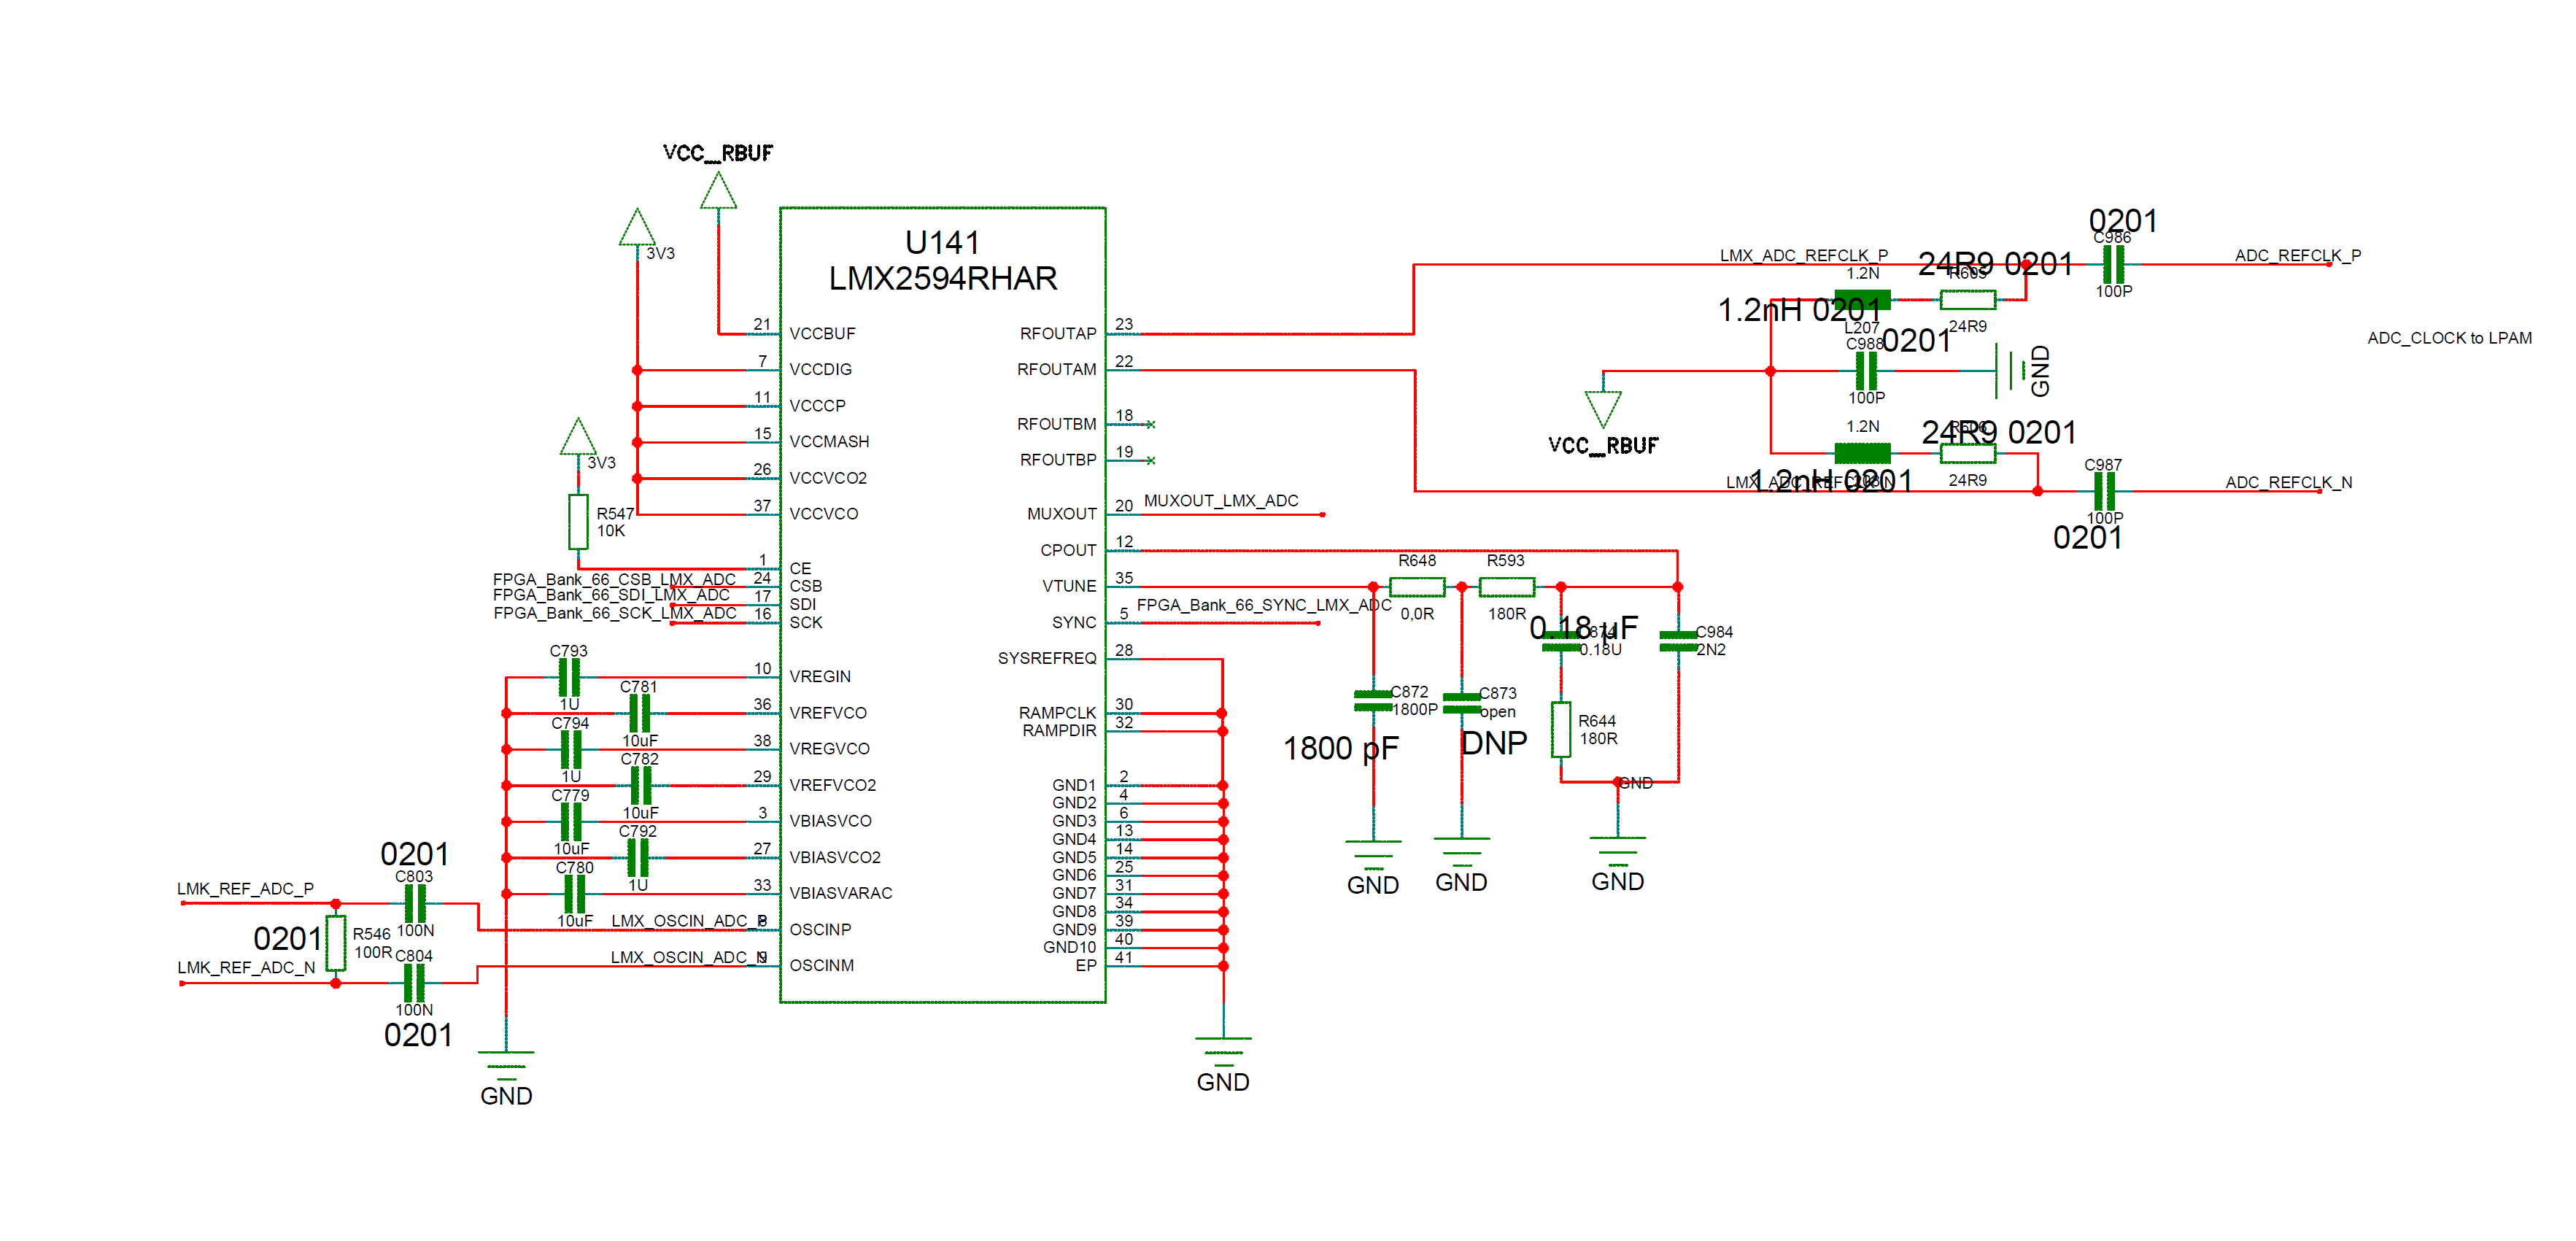 VCC_RBUF
3V3
U141
LMX2594RHAR
21 VCCBUF
7 VCCDIG
11 VCCCP
15 VCCMASH
26 VCCVCO2
37 VCCVCO
3V3
R547
10K
1 CE
FPGA_Bank_66_CSB_LMX_ADC 24 CSB
FPGA_Bank_66_SDI_LMX_ADC 17 SDI
FPGA_Bank_66_SCK_LMX_ADC 16 SCK
C793
1U
10 VREGIN
C781
10uF
36 VREFVCO
C794
1U
38 VREGVCO
C782
10uF
29 VREFVCO2
C779
10uF
3 VBIASVCO
C792
1U
27 VBIASVCO2
C780
10uF
33 VBIASVARAC
LMX_OSCIN_ADC_P 8 OSCINP
LMX_OSCIN_ADC_N 9 OSCINM
0201
C803
100N
LMK_REF_ADC_P
0201
R546
100R
LMK_REF_ADC_N
C804
100N
0201
GND
RFOUTAP 23
RFOUTAM 22
RFOUTBM 18
RFOUTBP 19
MUXOUT 20 MUXOUT_LMX_ADC
CPOUT 12
VTUNE 35
SYNC 5 FPGA_Bank_66_SYNC_LMX_ADC
SYSREFREQ 28
RAMPCLK 30
RAMPDIR 32
GND1 2
GND2 4
GND3 6
GND4 13
GND5 14
GND6 25
GND7 31
GND8 34
GND9 39
GND10 40
EP 41
GND
R648
0,0R
R593
180R
C872
1800P
1800 pF
GND
C873
open
DNP
GND
0.18 µF
C874
0.18U
R644
180R
C984
2N2
GND
GND
LMX_ADC_REFCLK_P
1.2N
1.2nH 0201
L207
24R9 0201
24R9
0201
C986
100P
ADC_REFCLK_P
C988
0201
100P
GND
VCC_RBUF
ADC_CLOCK to LPAM
1.2N
1.2nH 0201
24R9 0201
24R9
C987
100P
0201
ADC_REFCLK_N